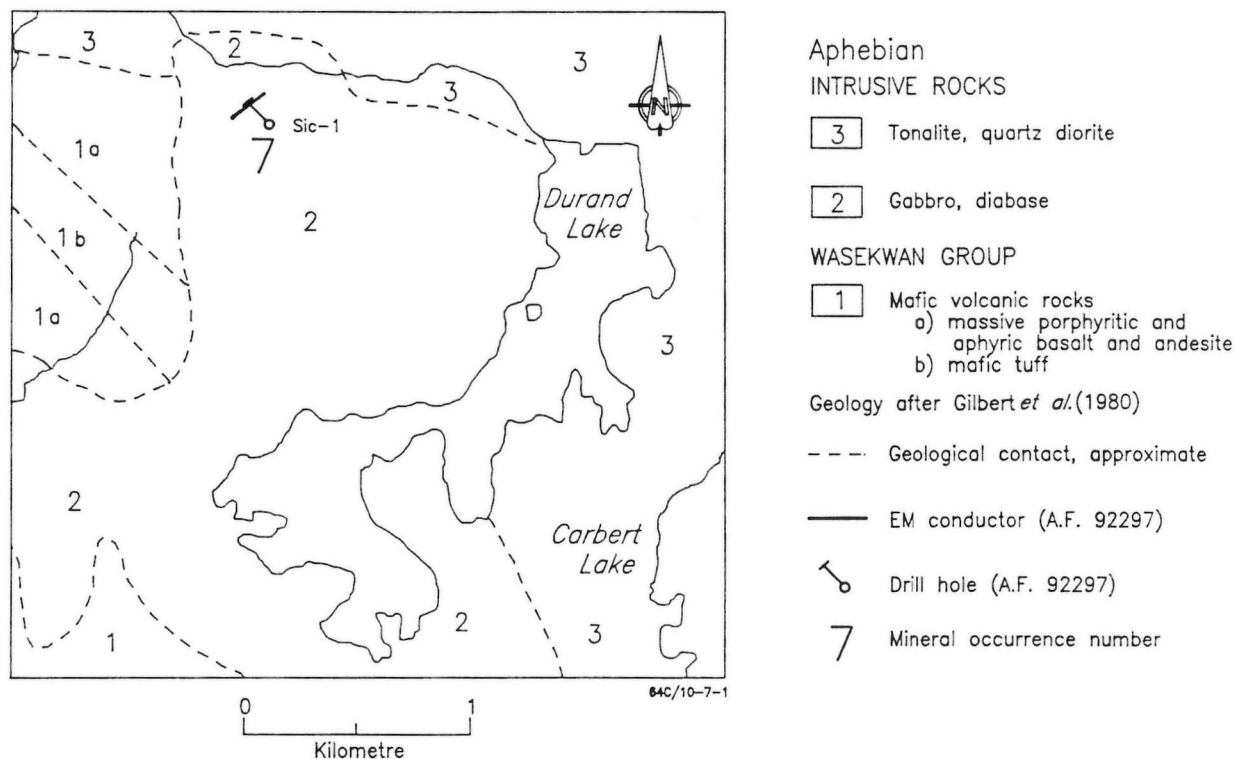 3
2
3
3
N
Sic-1
7
1a
1b
1a
2
Durand
Lake
3
2
Carbert
Lake
1
2
3
64C/10-7-1
0
1
Kilometre
Aphebian
INTRUSIVE ROCKS
3 Tonalite, quartz diorite
2 Gabbro, diabase
WASEKWAN GROUP
1 Mafic volcanic rocks
a) massive porphyritic and
aphyric basalt and andesite
b) mafic tuff
Geology after Gilbert et al. (1980)
Geological contact, approximate
EM conductor (A.F. 92297)
Drill hole (A.F. 92297)
7 Mineral occurrence number